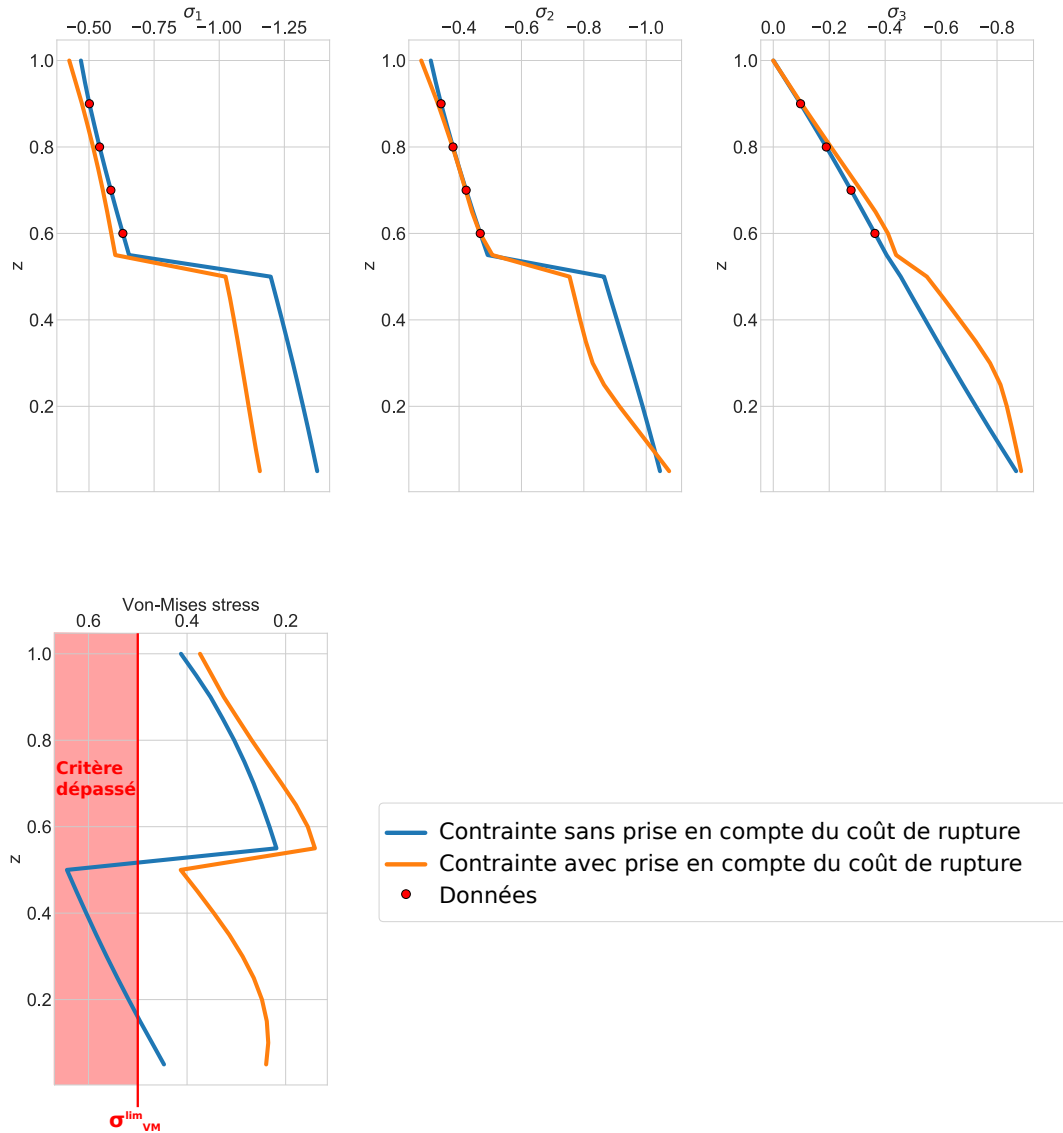 σ1
−0.50 −0.75 −1.00 −1.25
1.0
0.8
0.6
0.4
0.2
z
σ2
−0.4 −0.6 −0.8 −1.0
1.0
0.8
0.6
0.4
0.2
z
σ3
0.0 −0.2 −0.4 −0.6 −0.8
1.0
0.8
0.6
0.4
0.2
z
Von-Mises stress
0.6 0.4 0.2
1.0
0.8
0.6
0.4
0.2
z
Critère
dépassé
σ^lim_VM
Contrainte sans prise en compte du coût de rupture
Contrainte avec prise en compte du coût de rupture
Données